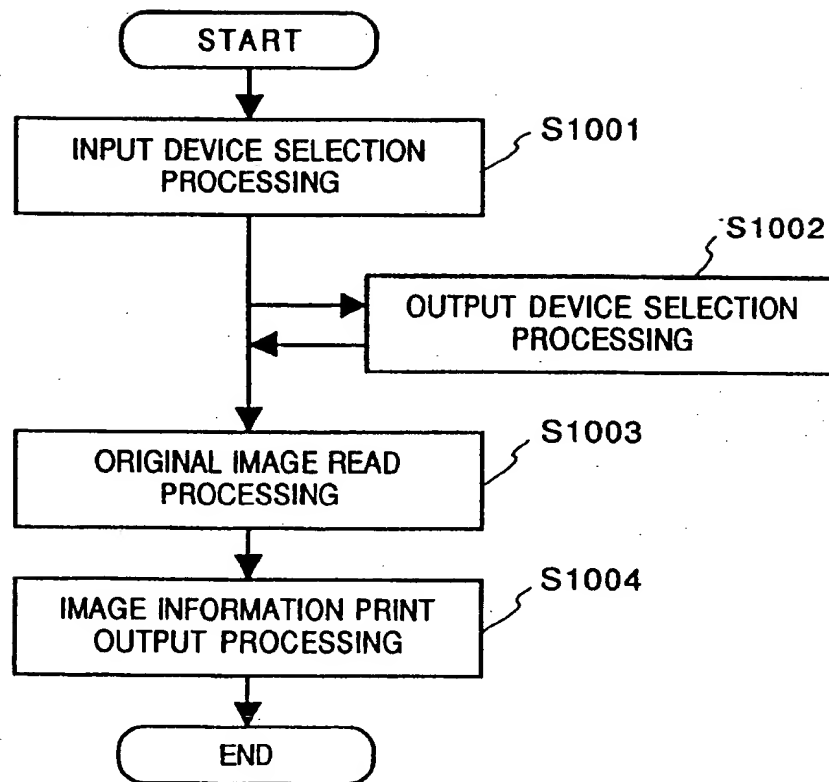 START
INPUT DEVICE SELECTION
PROCESSING
S1001
S1002
OUTPUT DEVICE SELECTION
PROCESSING
S1003
ORIGINAL IMAGE READ
PROCESSING
S1004
IMAGE INFORMATION PRINT
OUTPUT PROCESSING
END